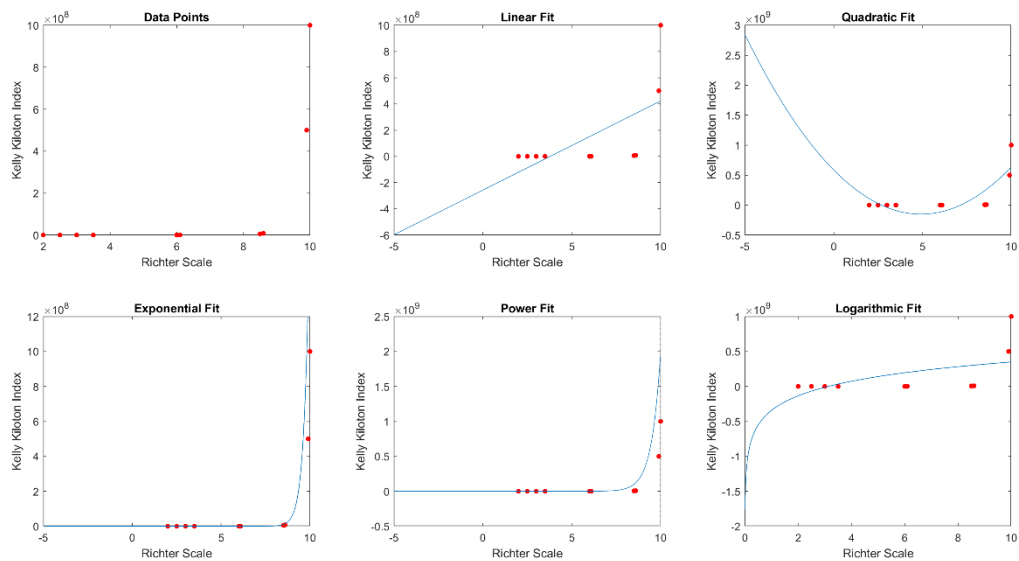 Data Points
×10^8
10
8
6
4
2
0
2 4 6 8 10
Kelly Kiloton Index
Richter Scale
Linear Fit
×10^8
10
8
6
4
2
0
-2
-4
-6
-5 0 5 10
Kelly Kiloton Index
Richter Scale
Quadratic Fit
×10^9
3
2.5
2
1.5
1
0.5
0
-0.5
-5 0 5 10
Kelly Kiloton Index
Richter Scale
Exponential Fit
×10^8
12
10
8
6
4
2
0
-5 0 5 10
Kelly Kiloton Index
Richter Scale
Power Fit
×10^9
2.5
2
1.5
1
0.5
0
-0.5
-5 0 5 10
Kelly Kiloton Index
Richter Scale
Logarithmic Fit
×10^9
1
0.5
0
-0.5
-1
-1.5
-2
0 2 4 6 8 10
Kelly Kiloton Index
Richter Scale